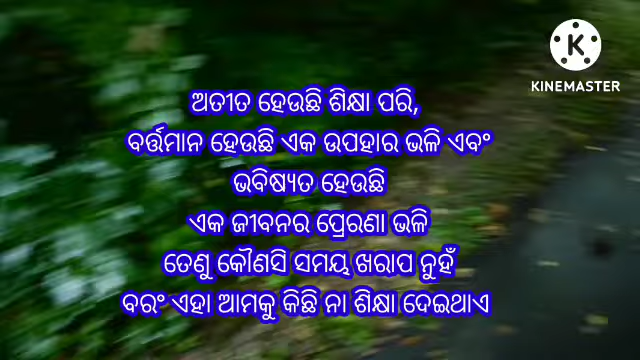 KINEMASTER
ଅତୀତ ହେଉଛି ଶିକ୍ଷା ପରି,
ବର୍ତ୍ତମାନ ହେଉଛି ଏକ ଉପହାର ଭଳି ଏବଂ
ଭବିଷ୍ୟତ ହେଉଛି
ଏକ ଜୀବନର ପ୍ରେରଣା ଭଳି
ତେଣୁ କୌଣସି ସମୟ ଖରାପ ନୁହଁ
ବରଂ ଏହା ଆମକୁ କିଛି ନା ଶିକ୍ଷା ଦେଇଥାଏ